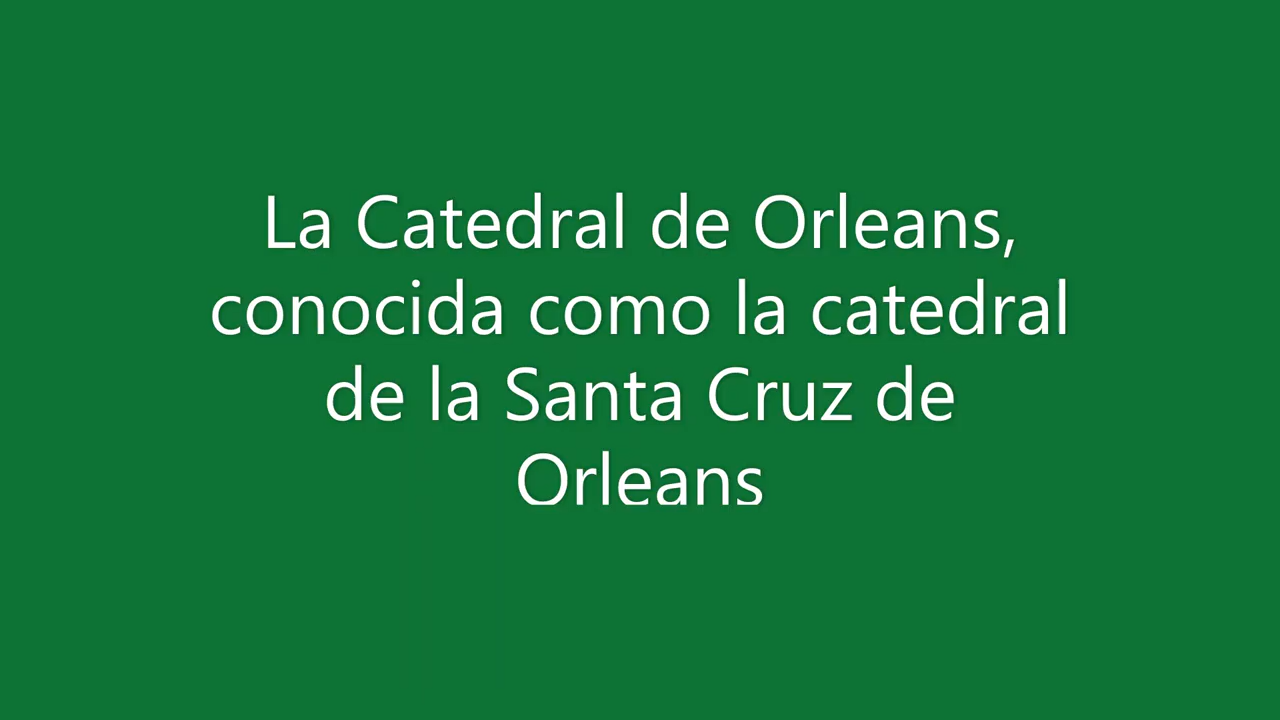 La Catedral de Orleans,
conocida como la catedral
de la Santa Cruz de
Orleans